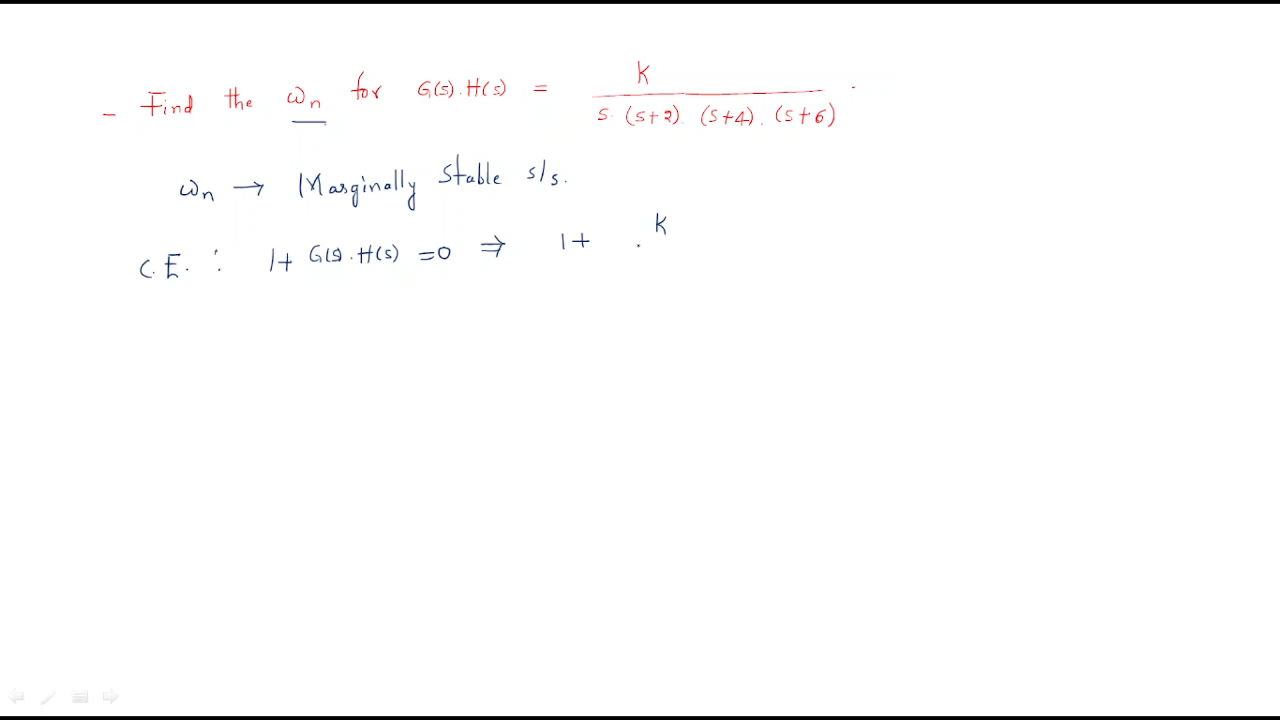 - Find the ωn for G(s).H(s) = K / s.(s+2).(s+4).(s+6)
ωn → Marginally Stable s/s.
C.E. : 1+ G(s).H(s) =0 ⇒ 1+ K